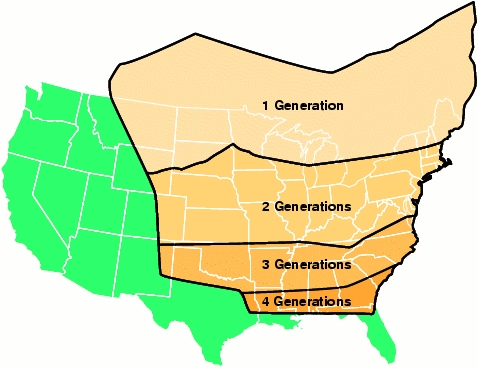 1 Generation
2 Generations
3 Generations
4 Generations